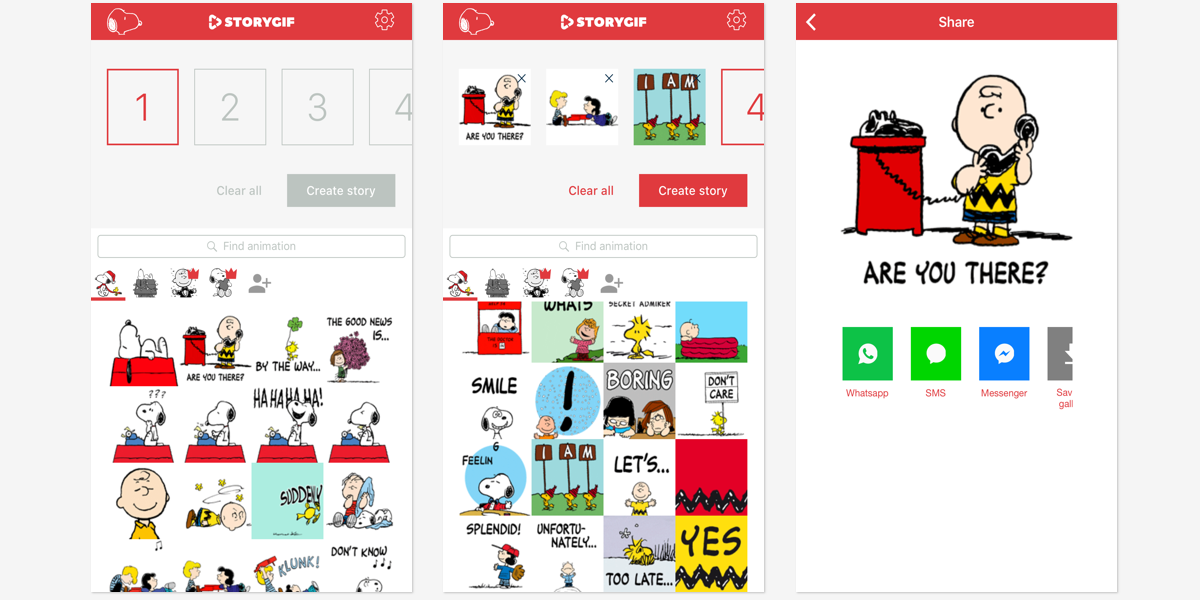 STORYGIF
1
2
3
4
Clear all
Create story
Find animation
ARE YOU THERE?
BY THE WAY...
THE GOOD NEWS
IS...
???
HA HA HA HA!
SUDDENLY
KLUNK!
DON'T KNOW
STORYGIF
ARE YOU THERE?
I AM
4
Clear all
Create story
Find animation
THE DOCTOR
IS
WHATS
SECRET ADMIRER
SMILE
!
BORING
DON'T
CARE
FEELIN
I AM
LET'S...
SPLENDID!
UNFORTU-
NATELY...
TOO LATE...
YES
Share
ARE YOU THERE?
Whatsapp
SMS
Messenger
Sav
gall